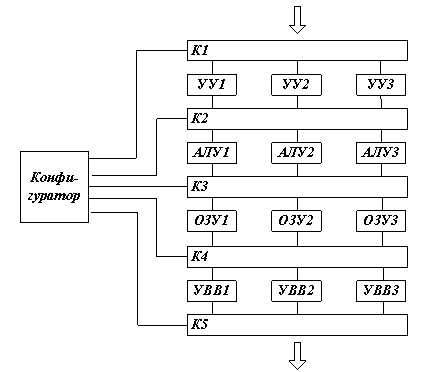 К1
УУ1 УУ2 УУ3
К2
АЛУ1 АЛУ2 АЛУ3
Конфи-
гуратор
К3
ОЗУ1 ОЗУ2 ОЗУ3
К4
УВВ1 УВВ2 УВВ3
К5